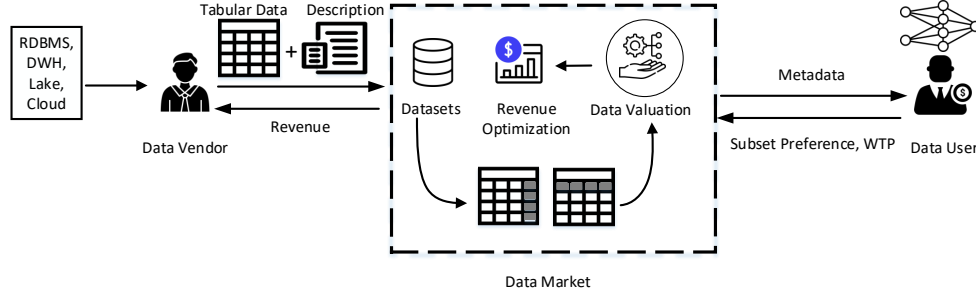 Tabular Data
Description
RDBMS,
DWH,
Lake,
Cloud
+
$
Datasets
Revenue
Optimization
Data Valuation
Metadata
$
Revenue
Data Vendor
Subset Preference, WTP
Data User
Data Market